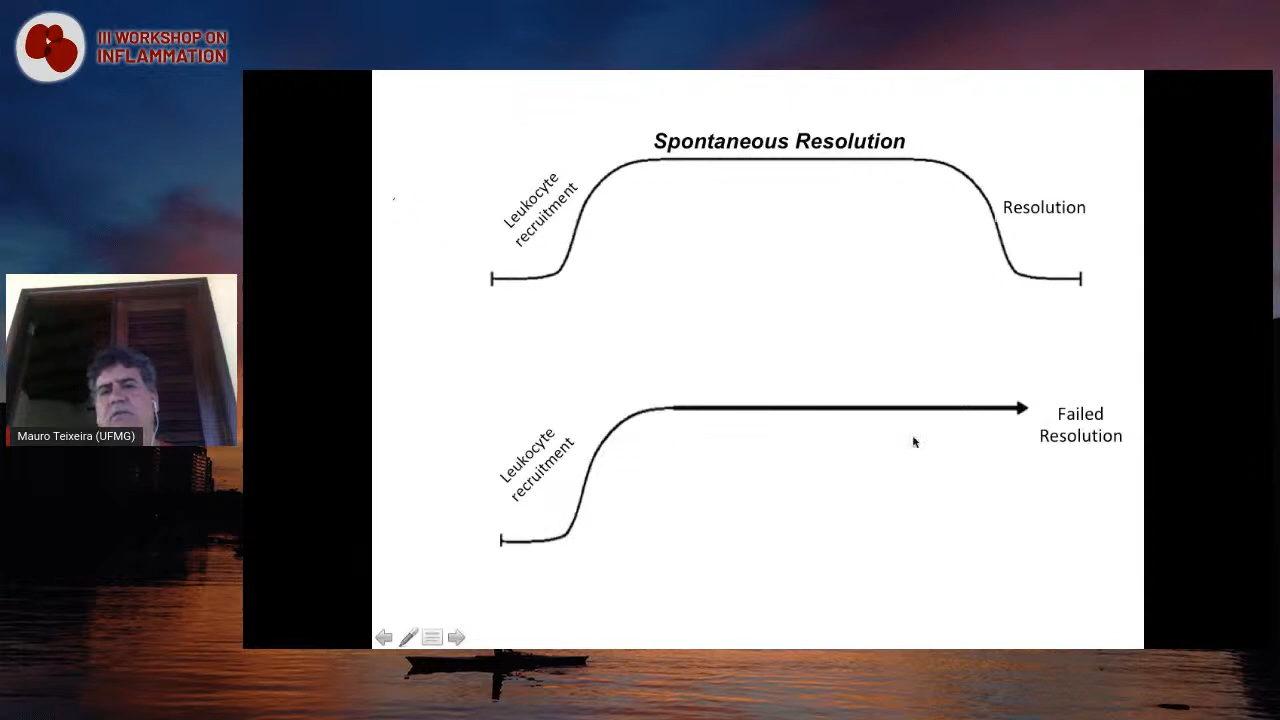 III WORKSHOP ON
INFLAMMATION
Spontaneous Resolution
Leukocyte
recruitment
Resolution
Leukocyte
recruitment
Failed
Resolution
Mauro Teixeira (UFMG)